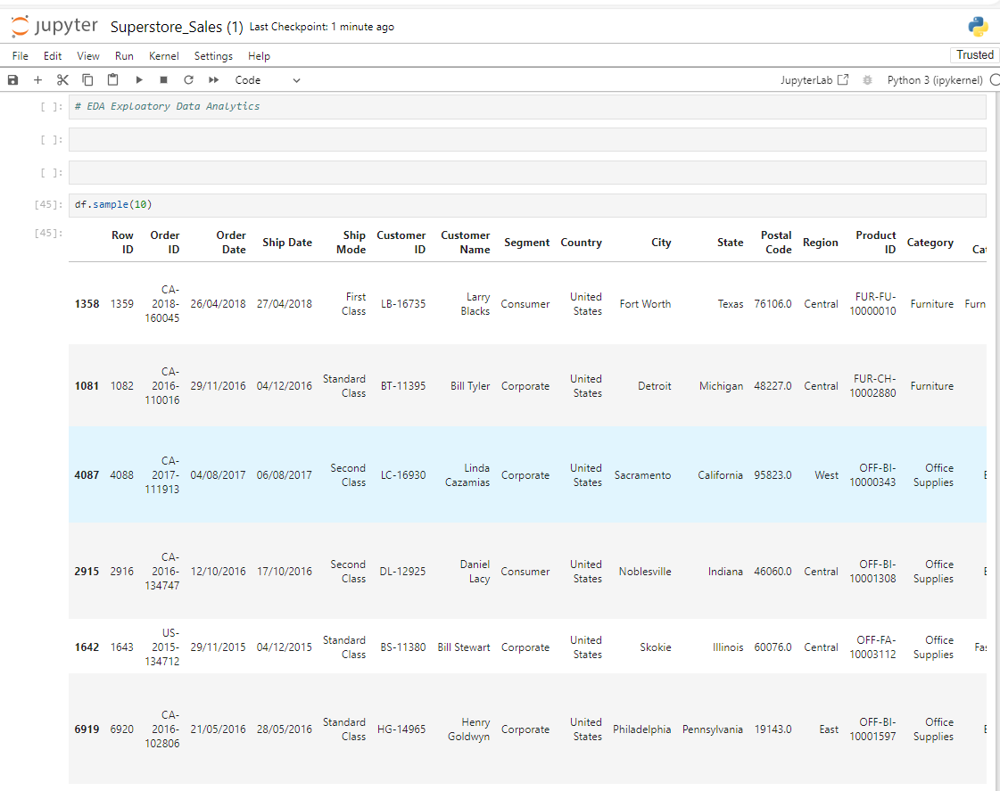 jupyter Superstore_Sales (1) Last Checkpoint: 1 minute ago
File Edit View Run Kernel Settings Help Trusted
Code JupyterLab Python 3 (ipykernel)
[ ]: # EDA Exploatory Data Analytics
[ ]:
[ ]:
[45]: df.sample(10)
[45]:
Row Order Order Ship Customer Customer Postal Product
Ship Date Segment Country City State Region Category
ID ID Date Mode ID Name Code ID
CA- First Larry United FUR-FU-
1358 1359 2018- 26/04/2018 27/04/2018 LB-16735 Consumer Fort Worth Texas 76106.0 Central Furniture Furn
160045 Class Blacks States 10000010
CA- Standard United FUR-CH-
1081 1082 2016- 29/11/2016 04/12/2016 BT-11395 Bill Tyler Corporate Detroit Michigan 48227.0 Central Furniture
110016 Class States 10002880
CA- Second Linda United OFF-BI- Office
4087 4088 2017- 04/08/2017 06/08/2017 LC-16930 Corporate Sacramento California 95823.0 West
111913 Class Cazamias States 10000343 Supplies
CA- Second Daniel United OFF-BI- Office
2915 2916 2016- 12/10/2016 17/10/2016 DL-12925 Consumer Noblesville Indiana 46060.0 Central
134747 Class Lacy States 10001308 Supplies
US- Standard United OFF-FA- Office
1642 1643 2015- 29/11/2015 04/12/2015 BS-11380 Bill Stewart Corporate Skokie Illinois 60076.0 Central
134712 Class States 10003112 Supplies
CA- Standard Henry United OFF-BI- Office
6919 6920 2016- 21/05/2016 28/05/2016 HG-14965 Corporate Philadelphia Pennsylvania 19143.0 East
102806 Class Goldwyn States 10001597 Supplies